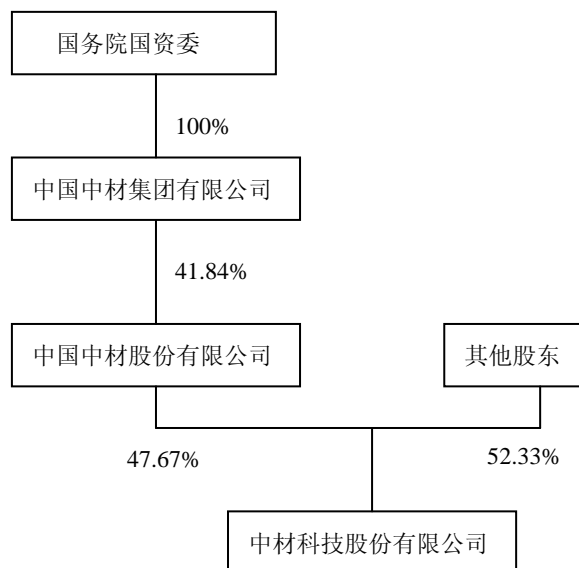 国务院国资委
100%
中国中材集团有限公司
41.84%
中国中材股份有限公司
其他股东
47.67%
52.33%
中材科技股份有限公司